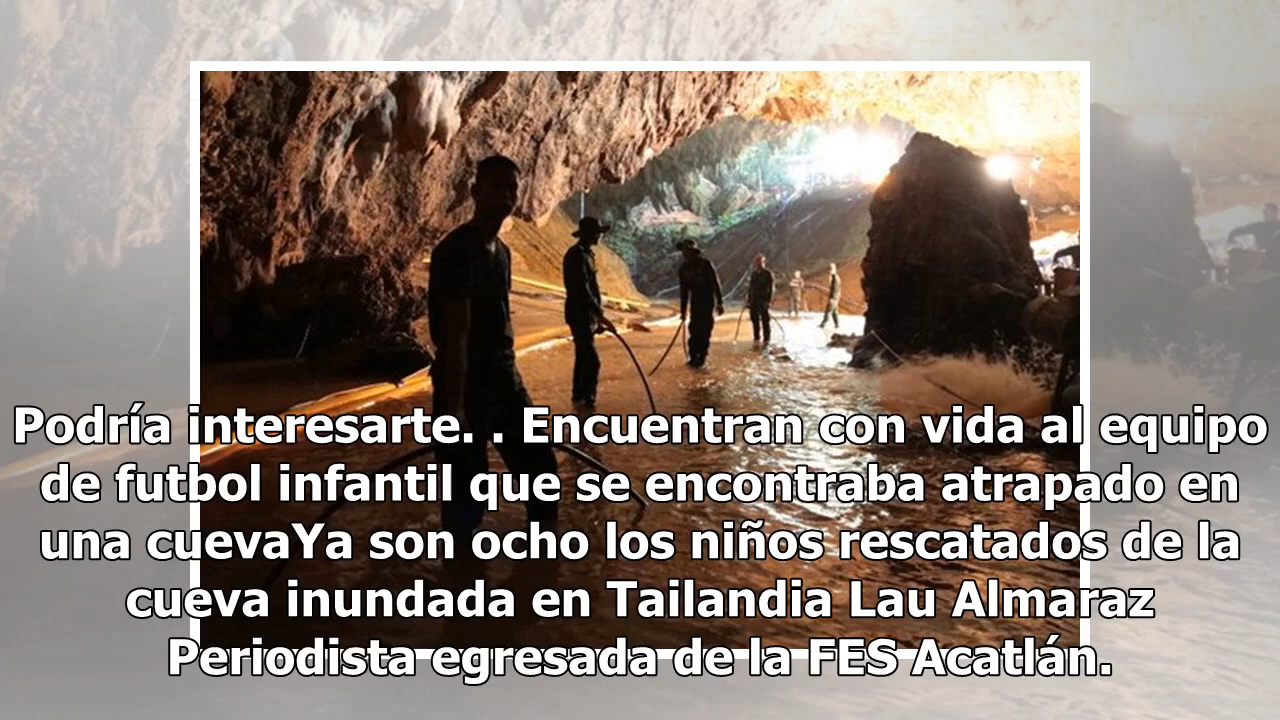 Podría interesarte. . Encuentran con vida al equipo
de futbol infantil que se encontraba atrapado en
una cuevaYa son ocho los niños rescatados de la
cueva inundada en Tailandia Lau Almaraz
Periodista egresada de la FES Acatlán.